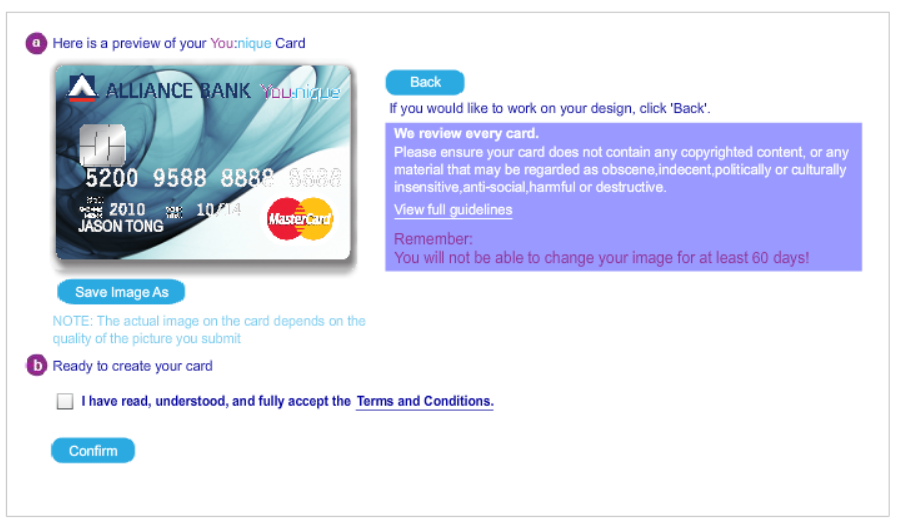 a Here is a preview of your You:nique Card
ALLIANCE BANK You:nique
5200 9588 8888 8888
2010 10/14
JASON TONG
MasterCard
Back
If you would like to work on your design, click 'Back'.
We review every card.
Please ensure your card does not contain any copyrighted content, or any
material that may be regarded as obscene,indecent,politically or culturally
insensitive,anti-social,harmful or destructive.
View full guidelines
Remember:
You will not be able to change your image for at least 60 days!
Save Image As
NOTE: The actual image on the card depends on the
quality of the picture you submit
b Ready to create your card
I have read, understood, and fully accept the Terms and Conditions.
Confirm